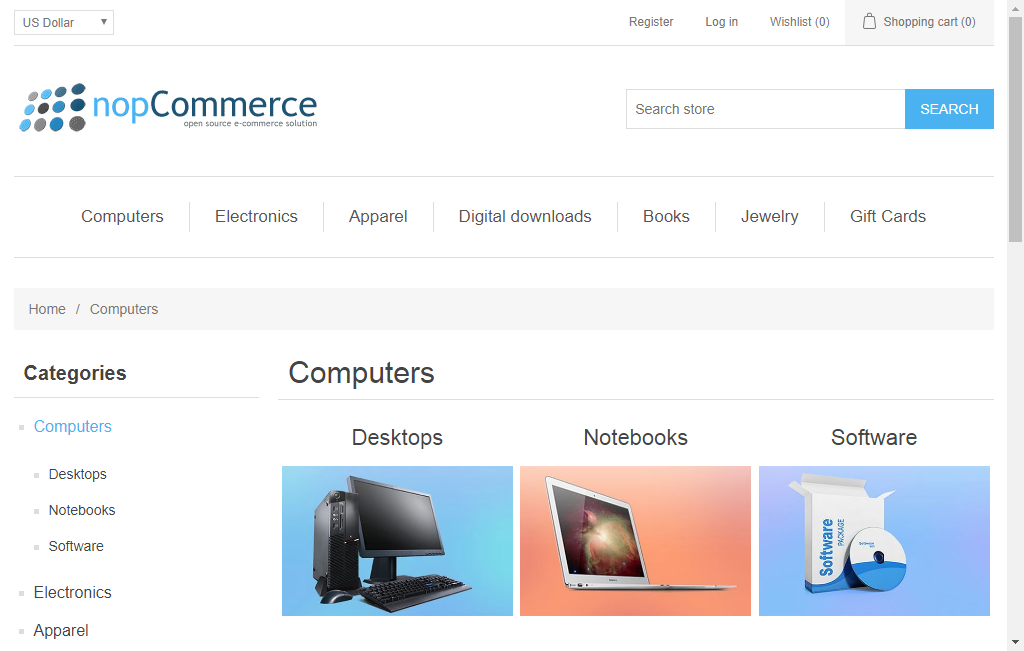 US Dollar
Register
Log in
Wishlist (0)
Shopping cart (0)
nopCommerce
open source e-commerce solution
Search store
SEARCH
Computers
Electronics
Apparel
Digital downloads
Books
Jewelry
Gift Cards
Home / Computers
Categories
Computers
Desktops
Notebooks
Software
Electronics
Apparel
Computers
Desktops
Notebooks
Software
Software
PACKAGE